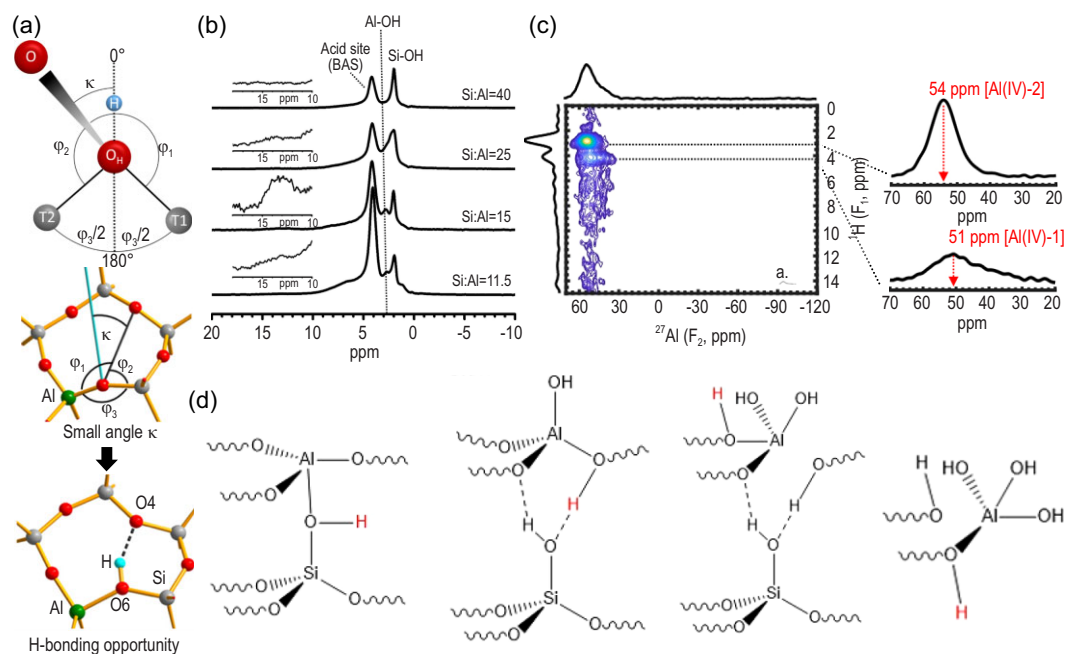 (a)
O
0°
κ
H
φ₂
φ₁
O_H
T2
T1
φ₃/2
φ₃/2
180°
κ
φ₁
φ₂
Al
φ₃
Small angle κ
O4
H
Si
Al
O6
H-bonding opportunity
(b)
Al-OH
Acid site
(BAS)
Si-OH
15 ppm 10
Si:Al=40
15 ppm 10
Si:Al=25
15 ppm 10
Si:Al=15
15 ppm 10
Si:Al=11.5
20 15 10 5 0 -5 -10
ppm
(c)
0
2
4
6
8
10
12
14
¹H (F₁, ppm)
a.
60 30 0 -30 -60 -90 -120
²⁷Al (F₂, ppm)
54 ppm [Al(IV)-2]
70 60 50 40 30 20
ppm
51 ppm [Al(IV)-1]
70 60 50 40 30 20
ppm
(d)
O
Al
O
O
O
H
Si
O
O
O
OH
O
Al
O
O
H
H
O
Si
O
O
O
H
HO
OH
O
Al
O
O
H
H
O
Si
O
O
O
H
HO
OH
O
Al
OH
O
H